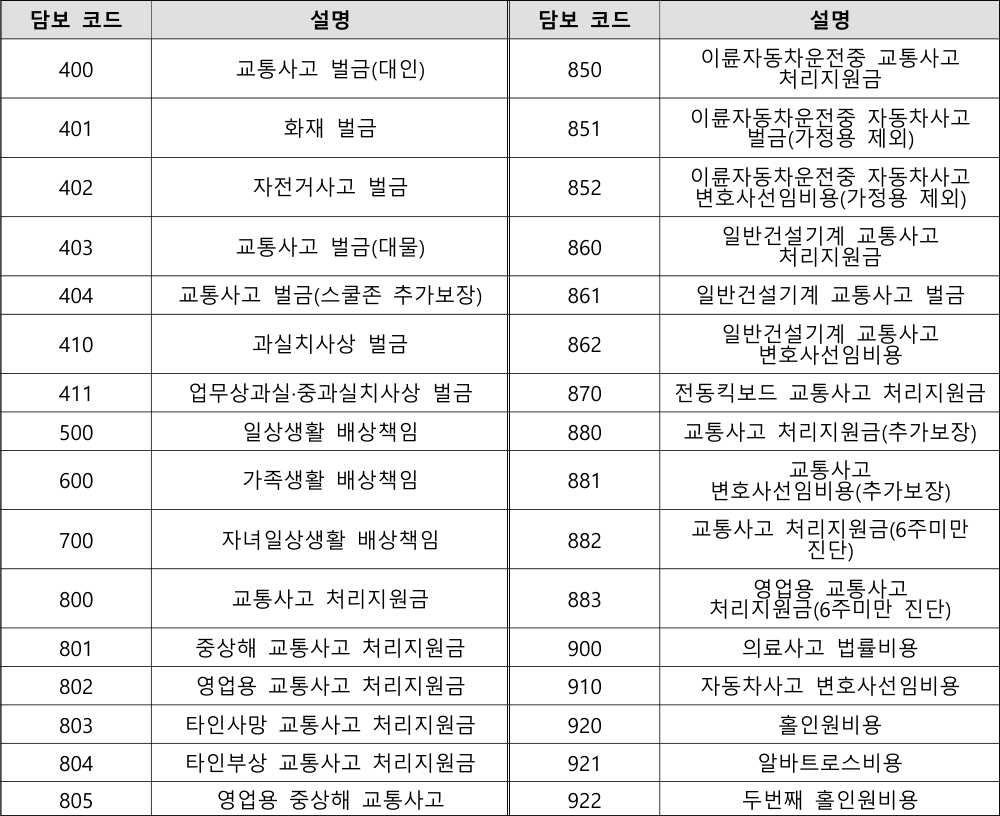 담보 코드 설명 담보 코드 설명
400 교통사고 벌금(대인) 850 이륜자동차운전중 교통사고
처리지원금
401 화재 벌금 851 이륜자동차운전중 자동차사고
벌금(가정용 제외)
402 자전거사고 벌금 852 이륜자동차운전중 자동차사고
변호사선임비용(가정용 제외)
403 교통사고 벌금(대물) 860 일반건설기계 교통사고
처리지원금
404 교통사고 벌금(스쿨존 추가보장) 861 일반건설기계 교통사고 벌금
410 과실치사상 벌금 862 일반건설기계 교통사고
변호사선임비용
411 업무상과실·중과실치사상 벌금 870 전동킥보드 교통사고 처리지원금
500 일상생활 배상책임 880 교통사고 처리지원금(추가보장)
600 가족생활 배상책임 881 교통사고
변호사선임비용(추가보장)
700 자녀일상생활 배상책임 882 교통사고 처리지원금(6주미만
진단)
800 교통사고 처리지원금 883 영업용 교통사고
처리지원금(6주미만 진단)
801 중상해 교통사고 처리지원금 900 의료사고 법률비용
802 영업용 교통사고 처리지원금 910 자동차사고 변호사선임비용
803 타인사망 교통사고 처리지원금 920 홀인원비용
804 타인부상 교통사고 처리지원금 921 알바트로스비용
805 영업용 중상해 교통사고 922 두번째 홀인원비용